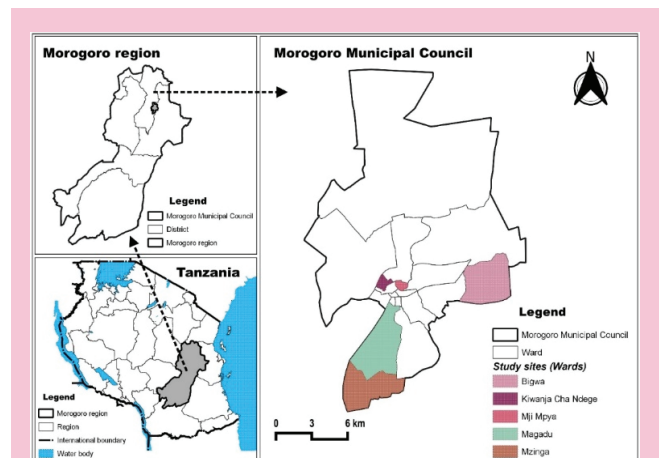 Morogoro region
Legend
Morogoro Municipal Council
District
Morogoro region
Tanzania
Legend
Morogoro region
Region
International boundary
Water body
Morogoro Municipal Council
N
Legend
Morogoro Municipal Council
Ward
Study sites (Wards)
Bigwa
Kiwanja Cha Ndege
Mji Mpya
Magadu
Mzinga
0 3 6 km